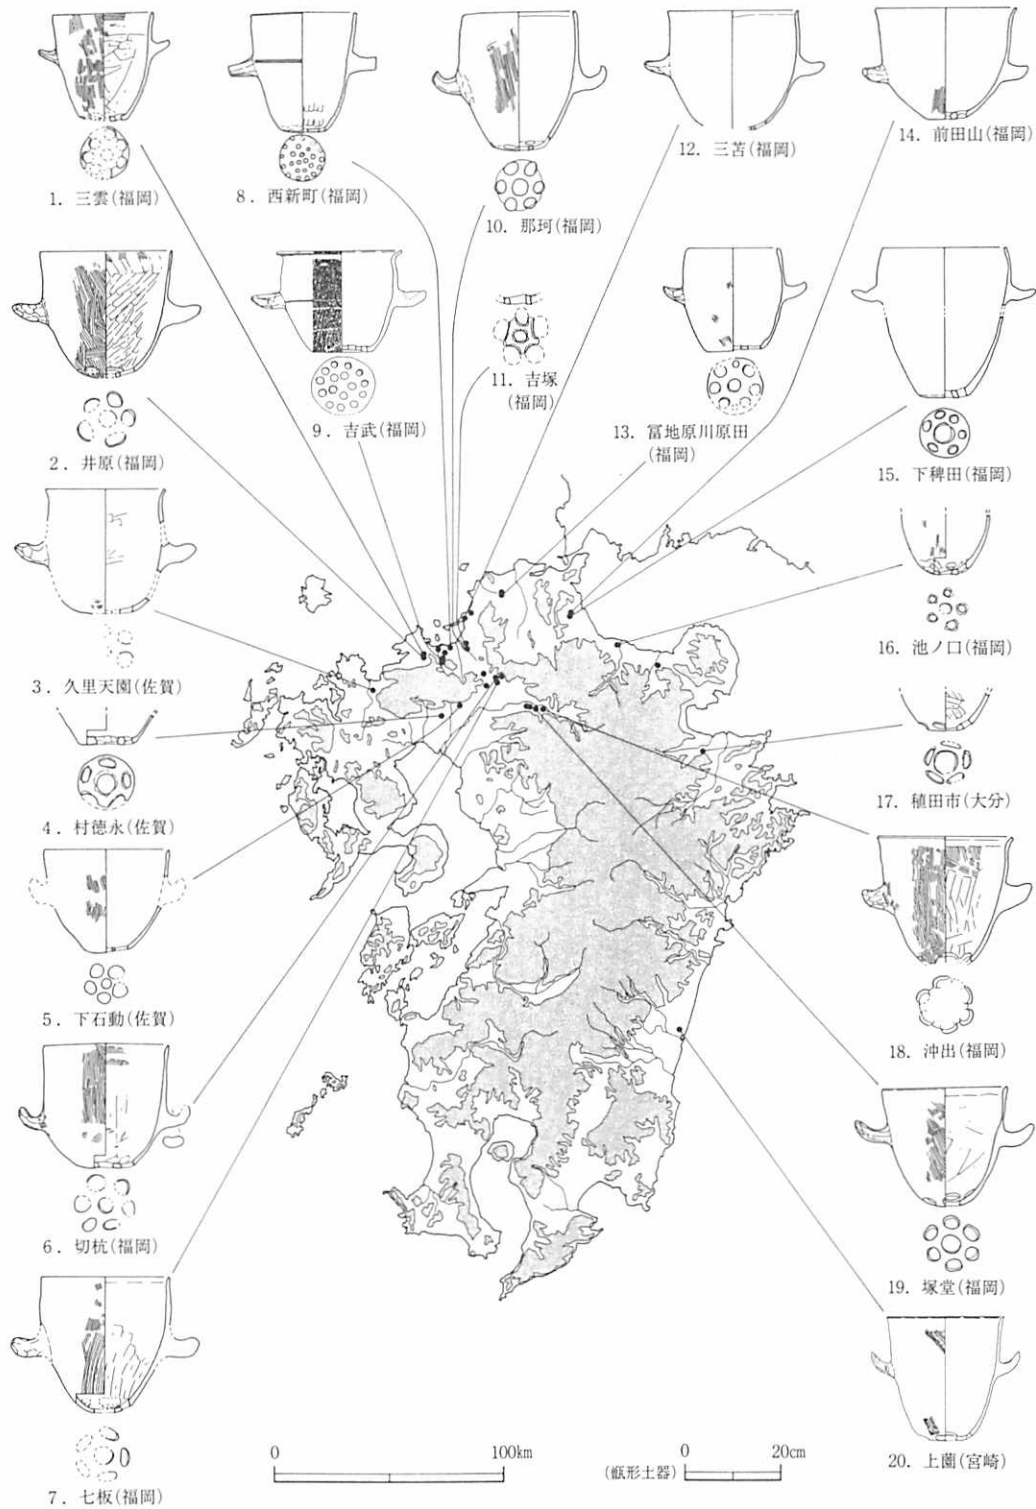 1. 三雲(福岡)
8. 西新町(福岡)
10. 那珂(福岡)
12. 三苫(福岡)
14. 前田山(福岡)
2. 井原(福岡)
9. 吉武(福岡)
11. 吉塚
(福岡)
13. 冨地原川原田
(福岡)
15. 下稗田(福岡)
3. 久里天園(佐賀)
16. 池ノ口(福岡)
4. 村徳永(佐賀)
17. 稙田市(大分)
5. 下石動(佐賀)
18. 沖出(福岡)
6. 切杭(福岡)
19. 塚堂(福岡)
7. 七板(福岡)
20. 上薗(宮崎)
0 100km
0 20cm
(甑形土器)